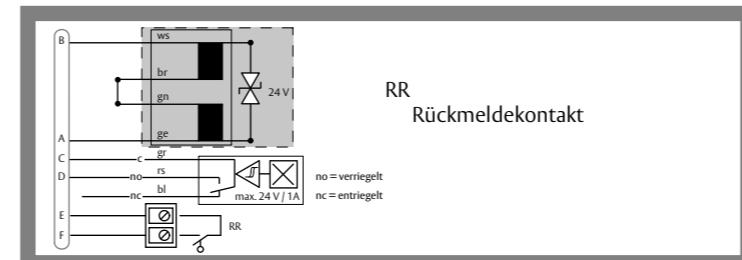 B
ws
br
gn
24 V
A
ge
C
c
gr
D
no
rs
nc
bl
max. 24 V / 1A
no = verriegelt
nc = entriegelt
E
F
RR
RR
Rückmeldekontakt